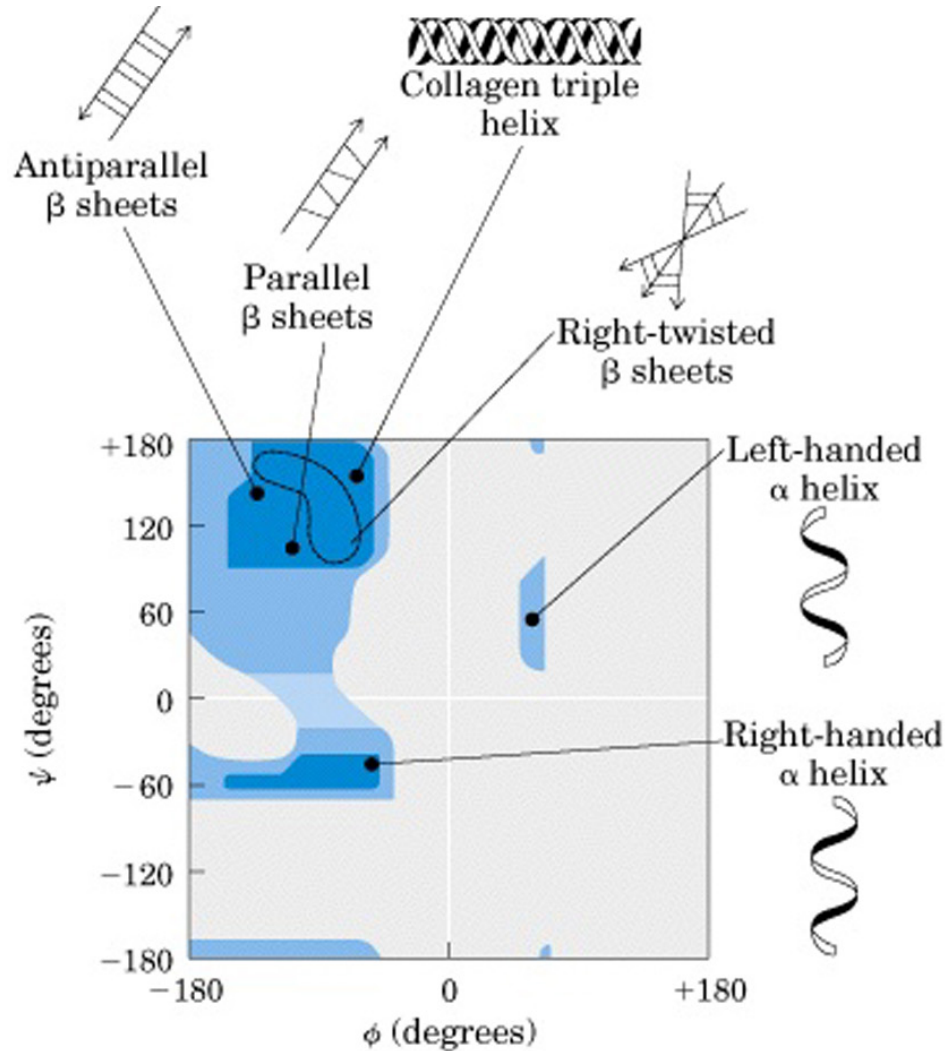 Collagen triple
helix
Antiparallel
β sheets
Parallel
β sheets
Right-twisted
β sheets
Left-handed
α helix
Right-handed
α helix
+180
120
60
0
−60
−120
−180
ψ (degrees)
−180
0
+180
ϕ (degrees)